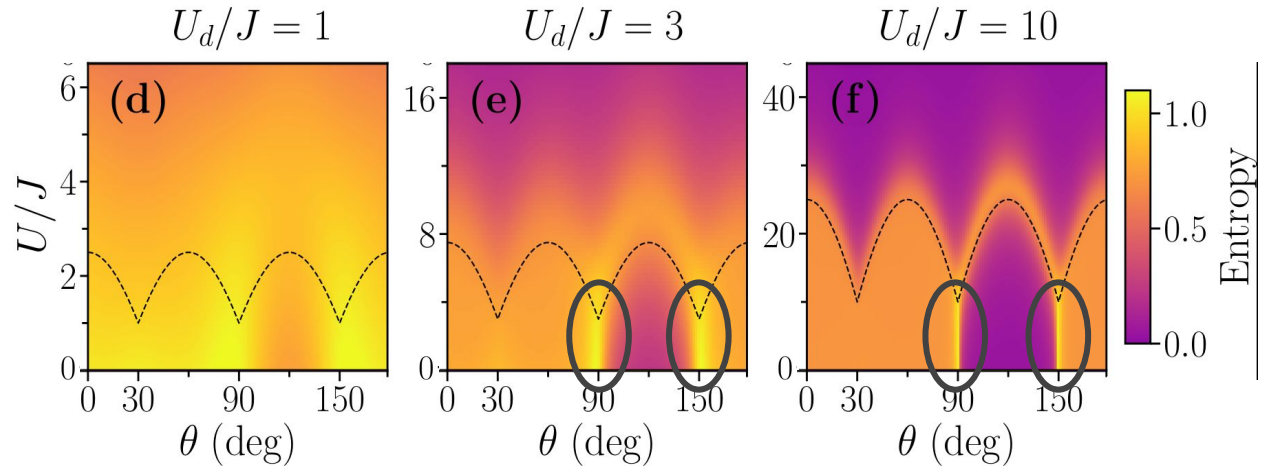 U_d/J = 1
U_d/J = 3
U_d/J = 10
(d)
(e)
(f)
U/J
6
4
2
0
16
8
0
40
20
0
1.0
0.5
0.0
Entropy
0 30 90 150
0 30 90 150
0 30 90 150
θ (deg)
θ (deg)
θ (deg)